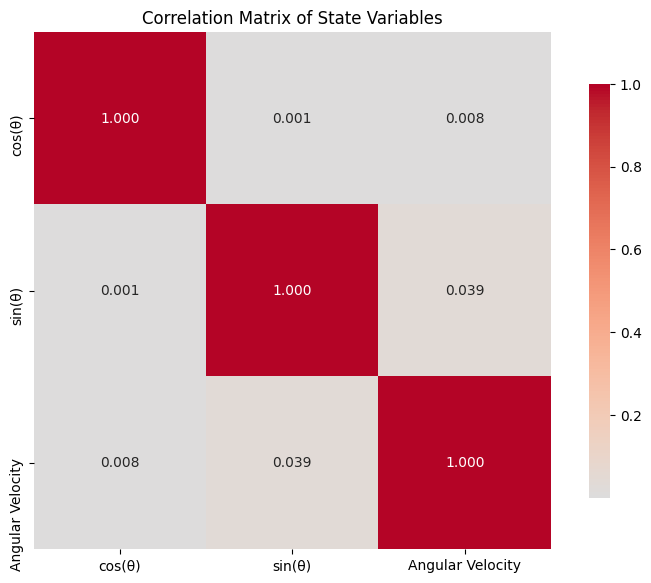 Correlation Matrix of State Variables
cos(θ)
1.000
0.001
0.008
sin(θ)
0.001
1.000
0.039
Angular Velocity
0.008
0.039
1.000
cos(θ)
sin(θ)
Angular Velocity
1.0
0.8
0.6
0.4
0.2